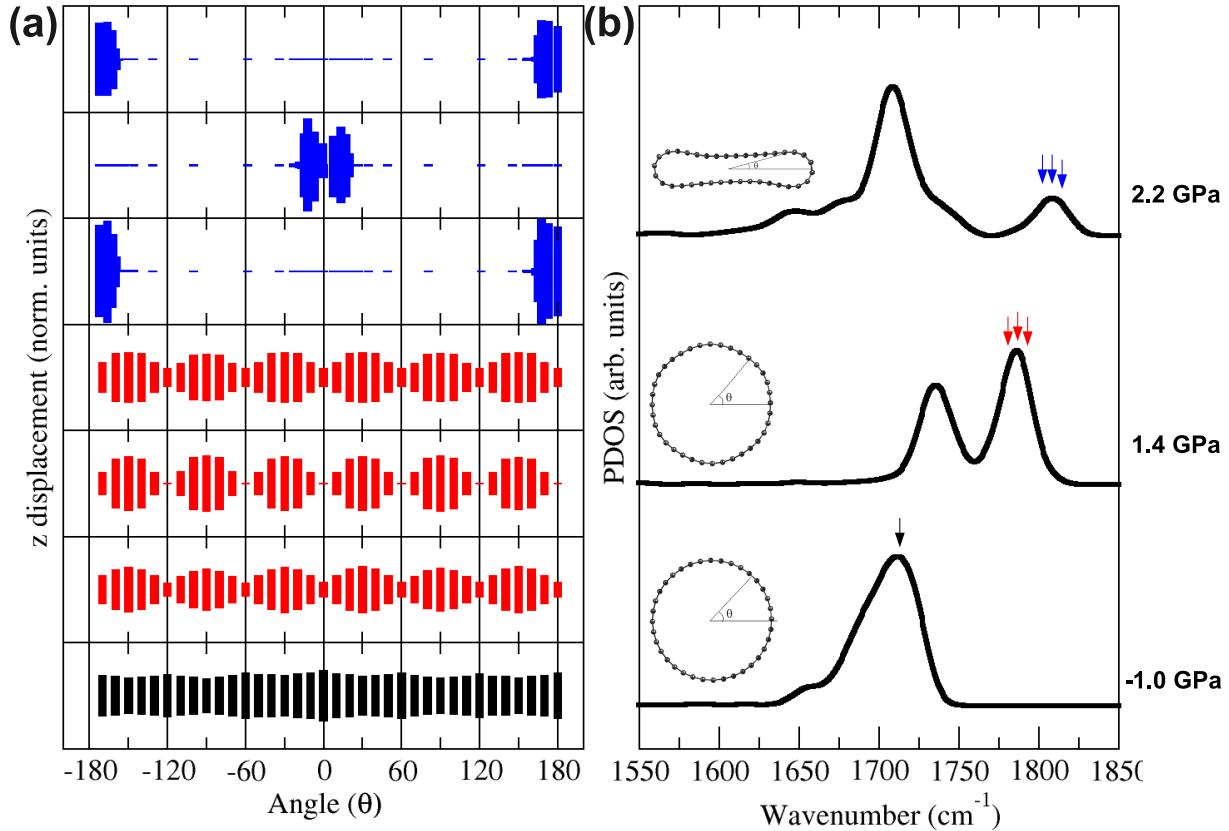 (a)
z displacement (norm. units)
-180 -120 -60 0 60 120 180
Angle (θ)
(b)
PDOS (arb. units)
θ
2.2 GPa
θ
1.4 GPa
θ
-1.0 GPa
1550 1600 1650 1700 1750 1800 1850
Wavenumber (cm⁻¹)